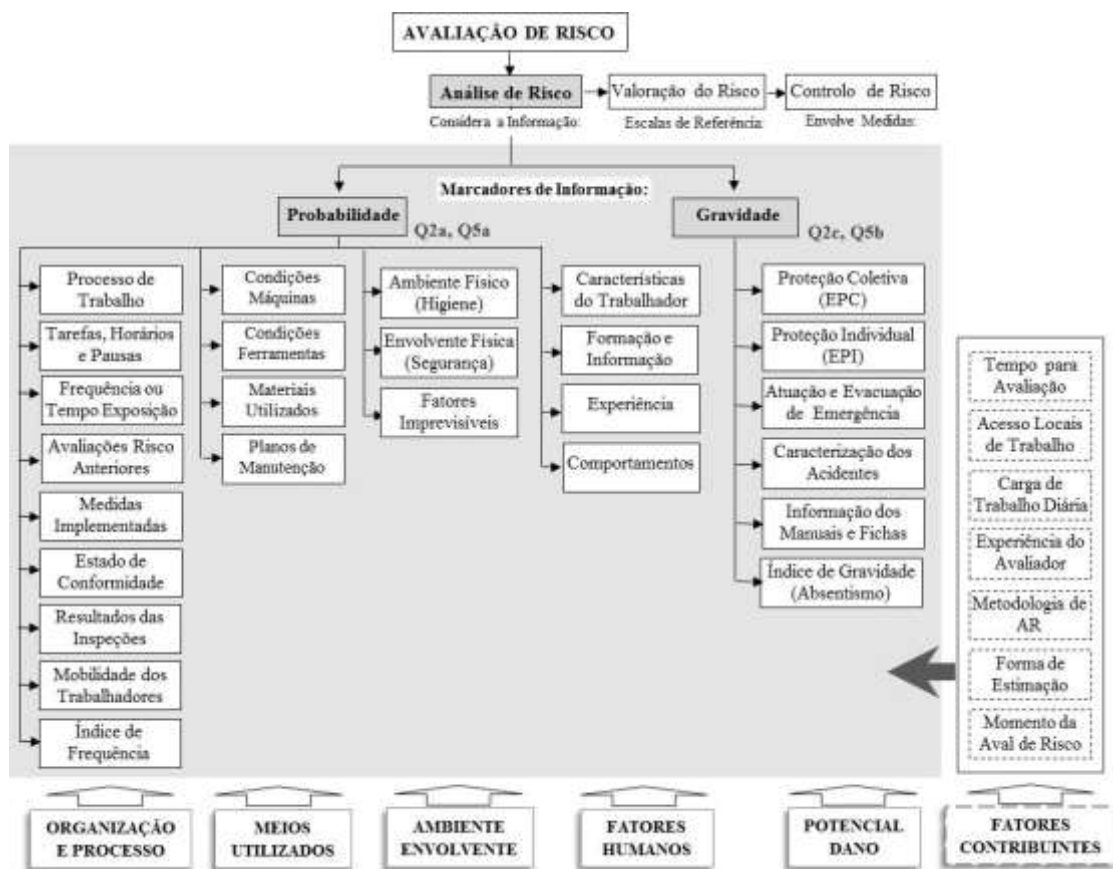 AVALIAÇÃO DE RISCO
Análise de Risco
Valoração do Risco
Controlo de Risco
Considera a Informação:
Escalas de Referência
Envolve Medidas:
Marcadores de Informação:
Probabilidade
Q2a, Q5a
Gravidade
Q2c, Q5b
Processo de
Trabalho
Tarefas, Horários
e Pausas
Frequência ou
Tempo Exposição
Avaliações Risco
Anteriores
Medidas
Implementadas
Estado de
Conformidade
Resultados das
Inspeções
Mobilidade dos
Trabalhadores
Índice de
Frequência
Condições
Máquinas
Condições
Ferramentas
Materiais
Utilizados
Planos de
Manutenção
Ambiente Físico
(Higiene)
Envolvente Física
(Segurança)
Fatores
Imprevisíveis
Características
do Trabalhador
Formação e
Informação
Experiência
Comportamentos
Proteção Coletiva
(EPC)
Proteção Individual
(EPI)
Atuação e Evacuação
de Emergência
Caracterização dos
Acidentes
Informação dos
Manuais e Fichas
Índice de Gravidade
(Absentismo)
Tempo para
Avaliação
Acesso Locais
de Trabalho
Carga de
Trabalho Diária
Experiência do
Avaliador
Metodologia de
AR
Forma de
Estimação
Momento da
Aval de Risco
ORGANIZAÇÃO
E PROCESSO
MEIOS
UTILIZADOS
AMBIENTE
ENVOLVENTE
FATORES
HUMANOS
POTENCIAL
DANO
FATORES
CONTRIBUINTES